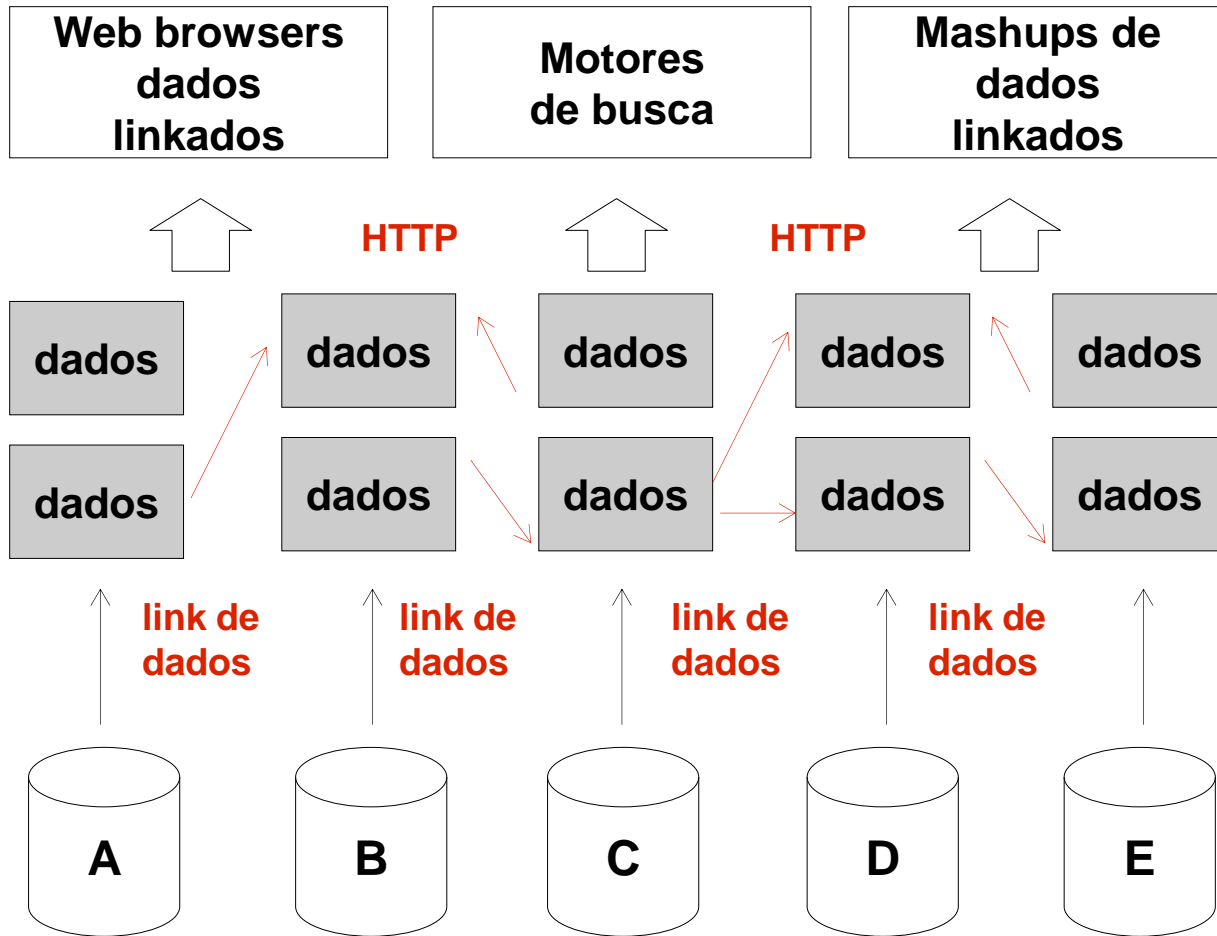 Web browsers
dados
linkados
Motores
de busca
Mashups de
dados
linkados
HTTP
HTTP
dados
dados
dados
dados
dados
dados
dados
dados
dados
dados
link de
dados
link de
dados
link de
dados
link de
dados
A
B
C
D
E